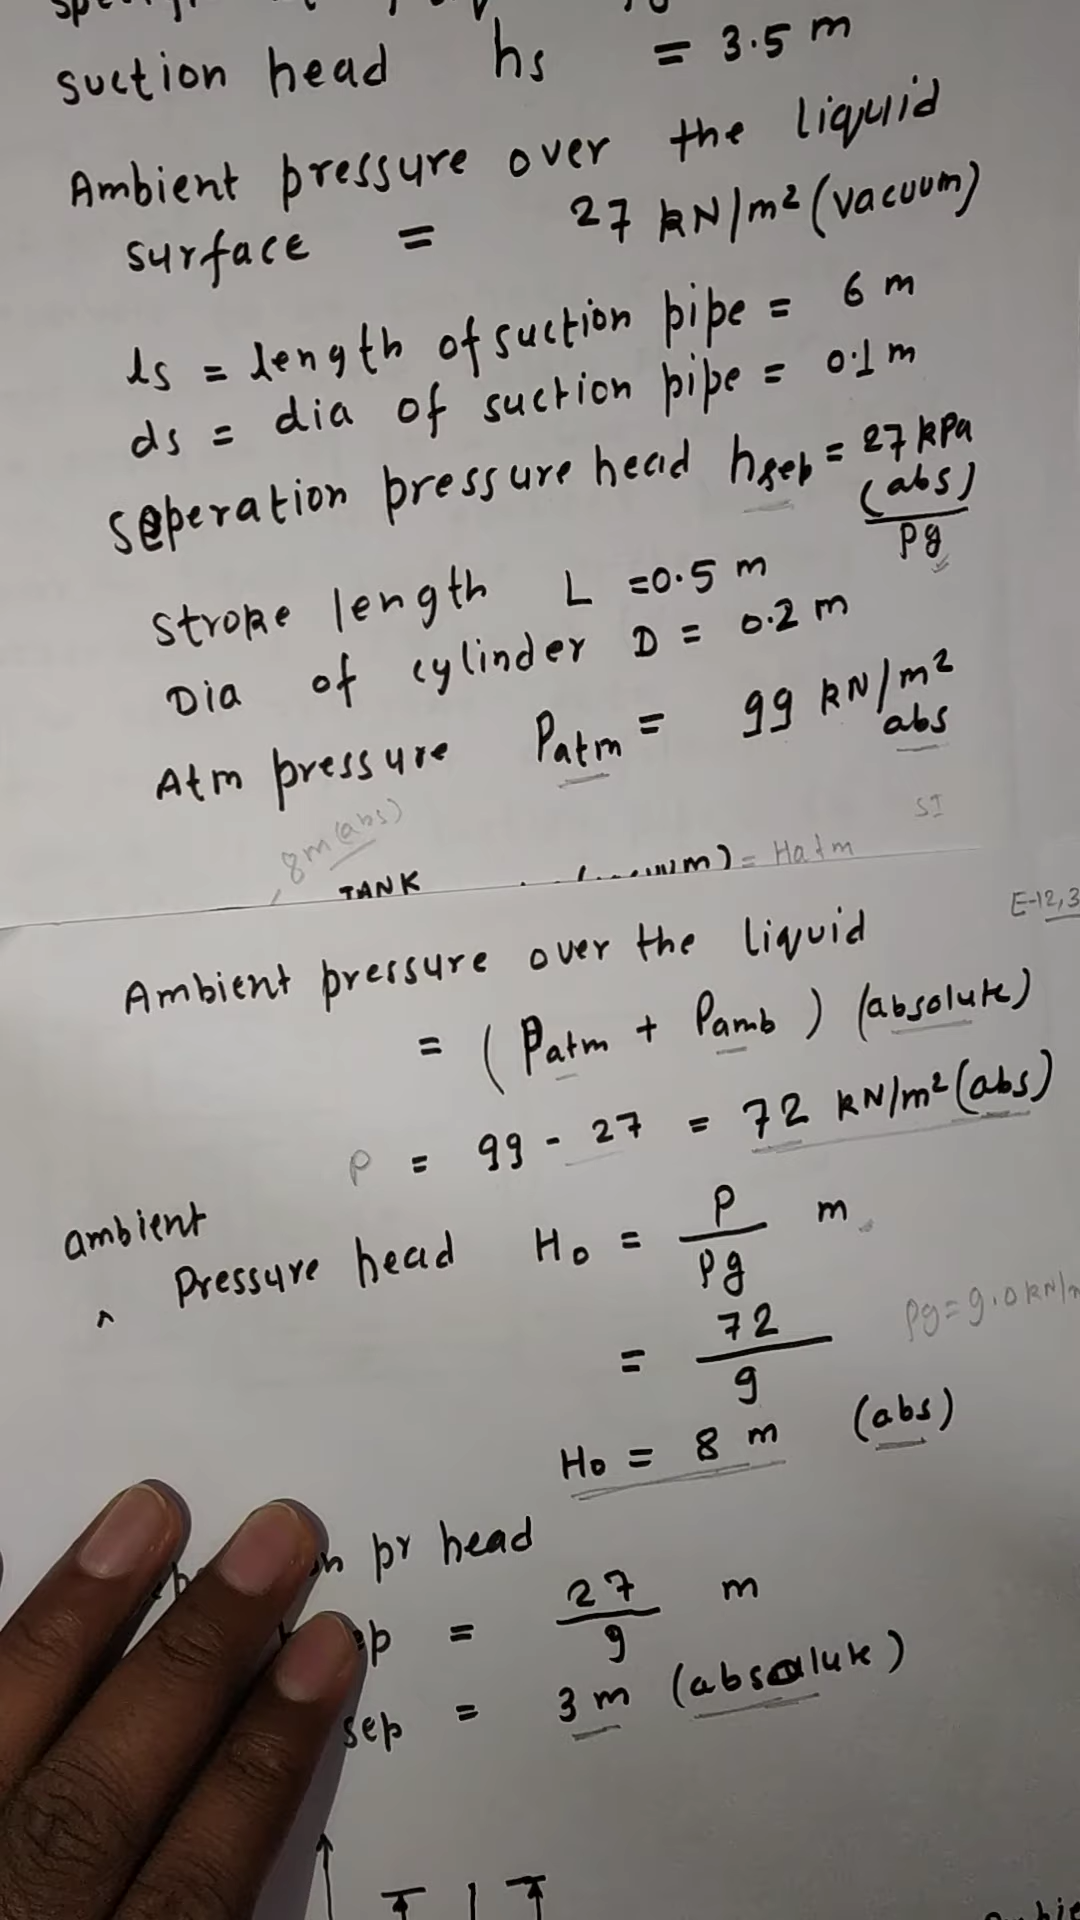 suction head hs = 3.5 m
Ambient pressure over the liquid
surface = 27 kN/m² (vacuum)
ls = length of suction pipe = 6 m
ds = dia of suction pipe = 0.1 m
seperation pressure head hsep = 27 kPa (abs) / ρg
stroke length L = 0.5 m
Dia of cylinder D = 0.2 m
Atm pressure Patm = 99 kN/m² abs
SI
8m (abs)
TANK = Hatm
E-12,3
Ambient pressure over the liquid
= (Patm + Pamb) (absolute)
P = 99 - 27 = 72 kN/m² (abs)
ambient
^ Pressure head Ho = P/ρg m
= 72/9 ρg = 9.0 kN/
Ho = 8 m (abs)
pr head
= 27/9 m
sep = 3 m (absolute)